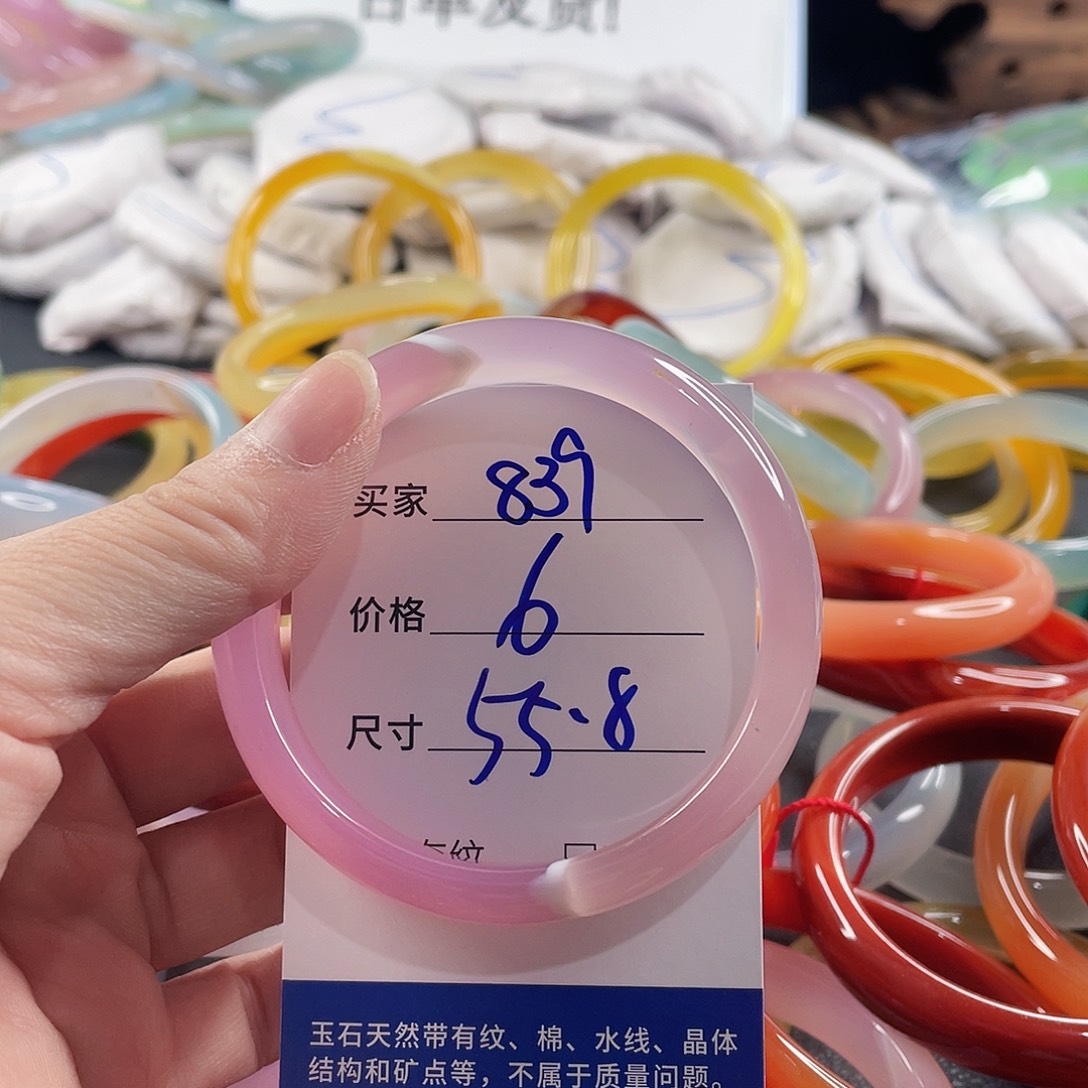 买家 839
价格 6
尺寸 55.8
纹 □
玉石天然带有纹、棉、水线、晶体
结构和矿点等，不属于质量问题。